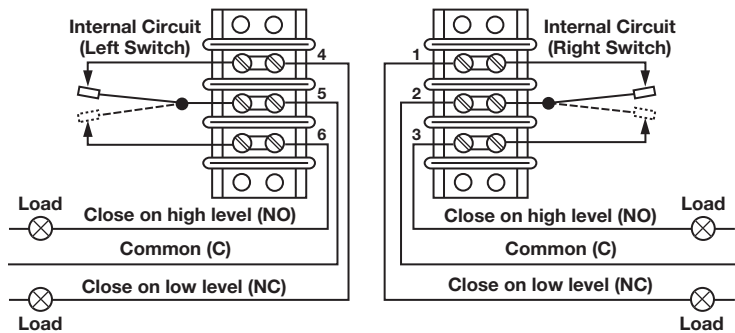 Internal Circuit
(Left Switch)
4
5
6
Load
Close on high level (NO)
Common (C)
Close on low level (NC)
Load
Internal Circuit
(Right Switch)
1
2
3
Close on high level (NO)
Load
Common (C)
Close on low level (NC)
Load